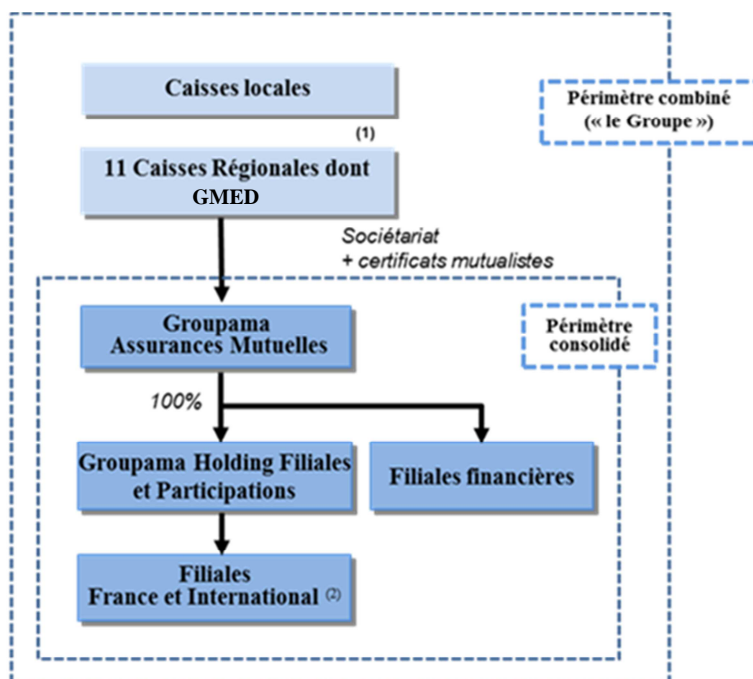 Caisses locales
Périmètre combiné
(« le Groupe »)
(1)
11 Caisses Régionales dont
GMED
Sociétariat
+ certificats mutualistes
Groupama
Assurances Mutuelles
Périmètre
consolidé
100%
Groupama Holding Filiales
et Participations
Filiales financières
Filiales
France et International (2)